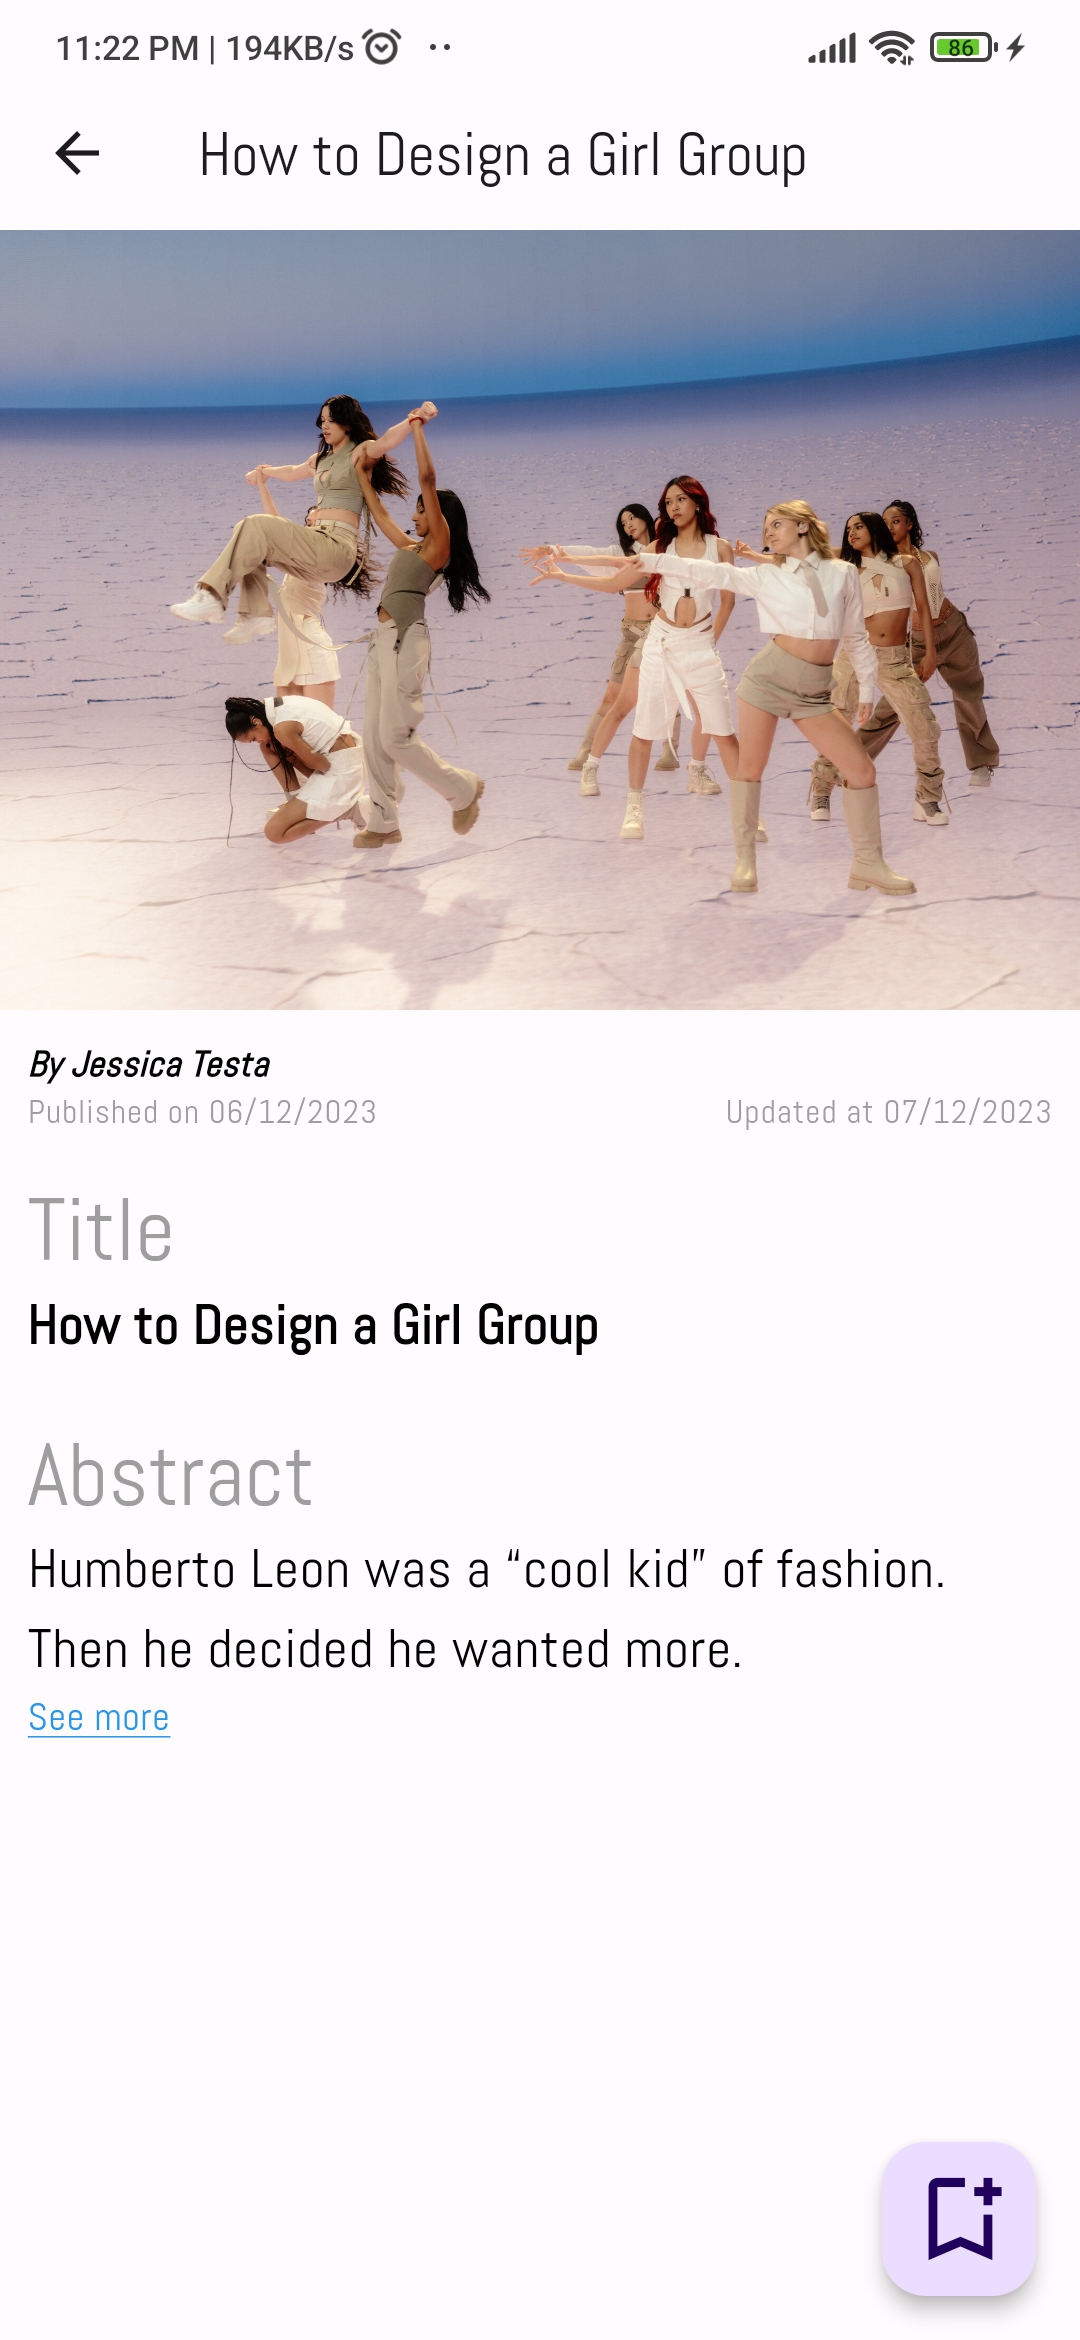 11:22 PM | 194KB/s
86
How to Design a Girl Group
By Jessica Testa
Published on 06/12/2023
Updated at 07/12/2023
Title
How to Design a Girl Group
Abstract
Humberto Leon was a “cool kid” of fashion.
Then he decided he wanted more.
See more